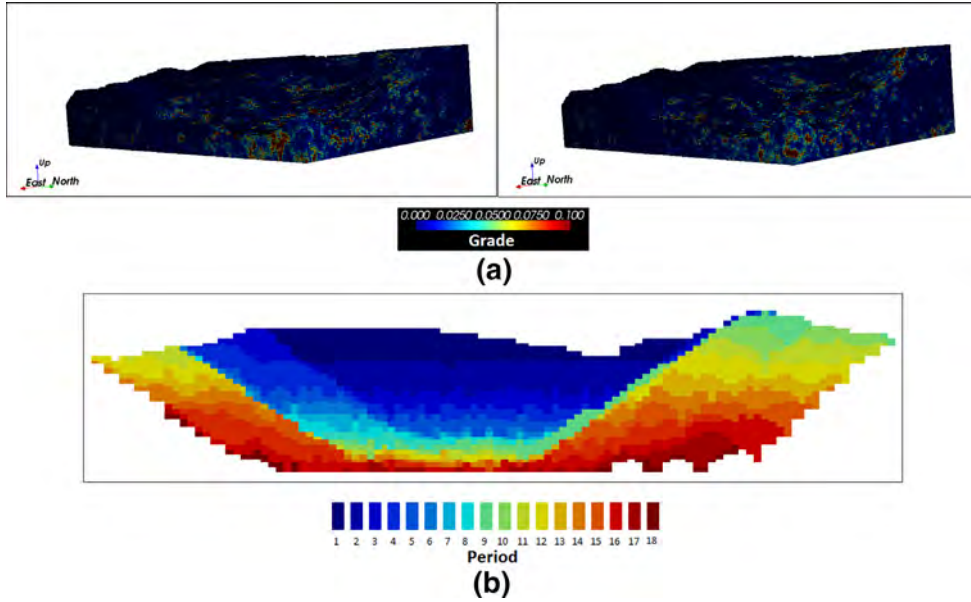 Up
East North
Up
East North
0.000 0.0250 0.0500 0.0750 0.100
Grade
(a)
1 2 3 4 5 6 7 8 9 10 11 12 13 14 15 16 17 18
Period
(b)